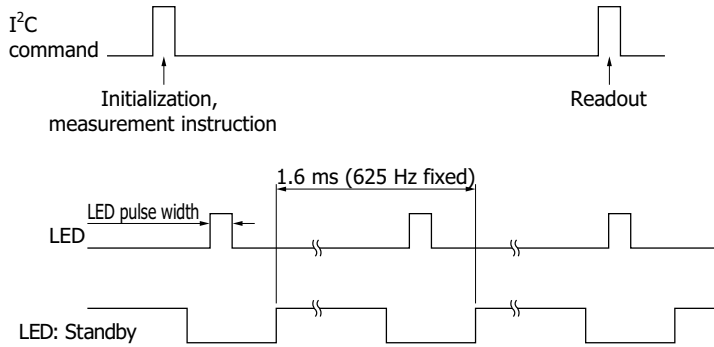 I²C
command
Initialization,
measurement instruction
Readout
1.6 ms (625 Hz fixed)
LED pulse width
LED
LED: Standby